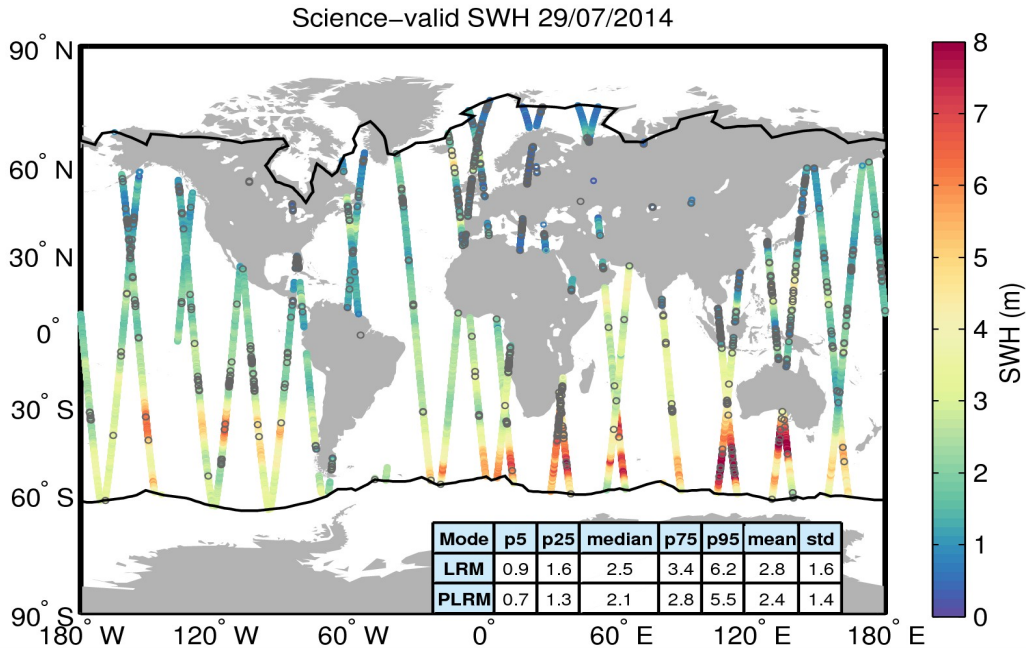 Science−valid SWH 29/07/2014
90° N
60° N
30° N
0°
30° S
60° S
90° S
180° W
120° W
60° W
0°
60° E
120° E
180° E
Mode p5 p25 median p75 p95 mean std
LRM 0.9 1.6 2.5 3.4 6.2 2.8 1.6
PLRM 0.7 1.3 2.1 2.8 5.5 2.4 1.4
8
7
6
5
4
3
2
1
0
SWH (m)